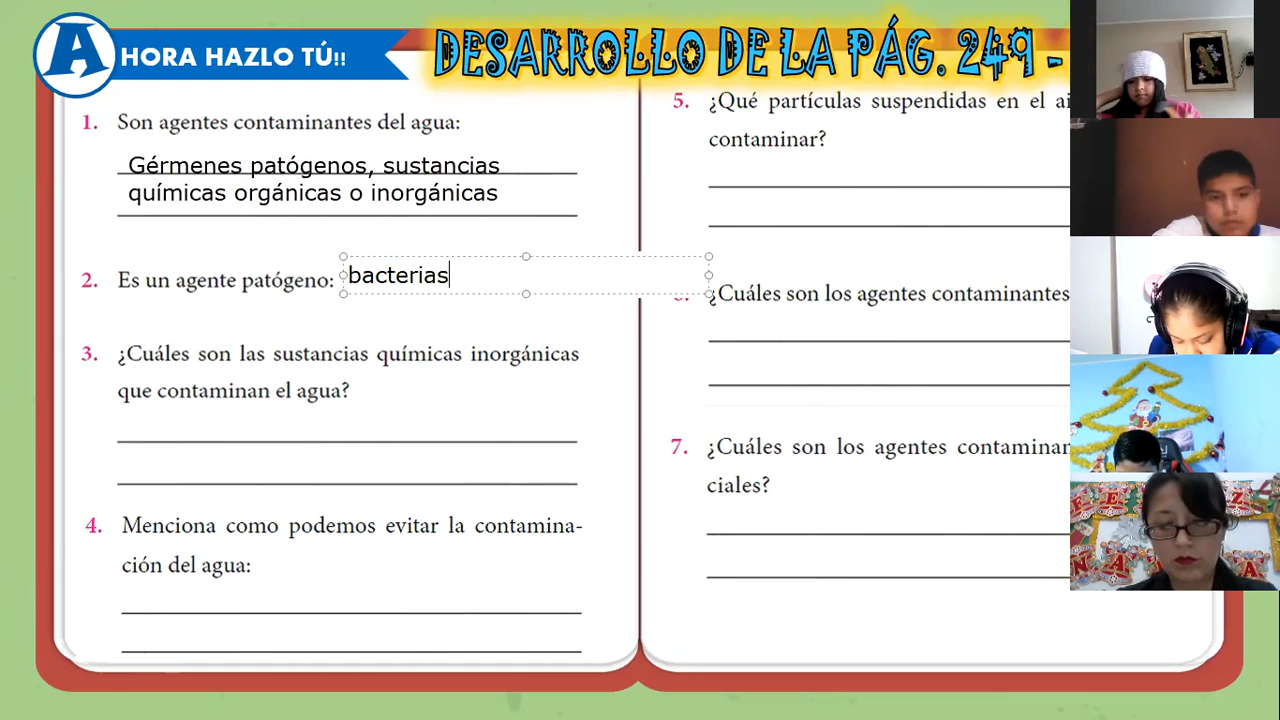 AHORA HAZLO TÚ!!
DESARROLLO DE LA PÁG. 249 -
1. Son agentes contaminantes del agua:
Gérmenes patógenos, sustancias
químicas orgánicas o inorgánicas
2. Es un agente patógeno: bacterias
3. ¿Cuáles son las sustancias químicas inorgánicas
que contaminan el agua?
4. Menciona como podemos evitar la contamina-
ción del agua:
5. ¿Qué partículas suspendidas en el
contaminar?
¿Cuáles son los agentes contaminantes
7. ¿Cuáles son los agentes contaminan
ciales?